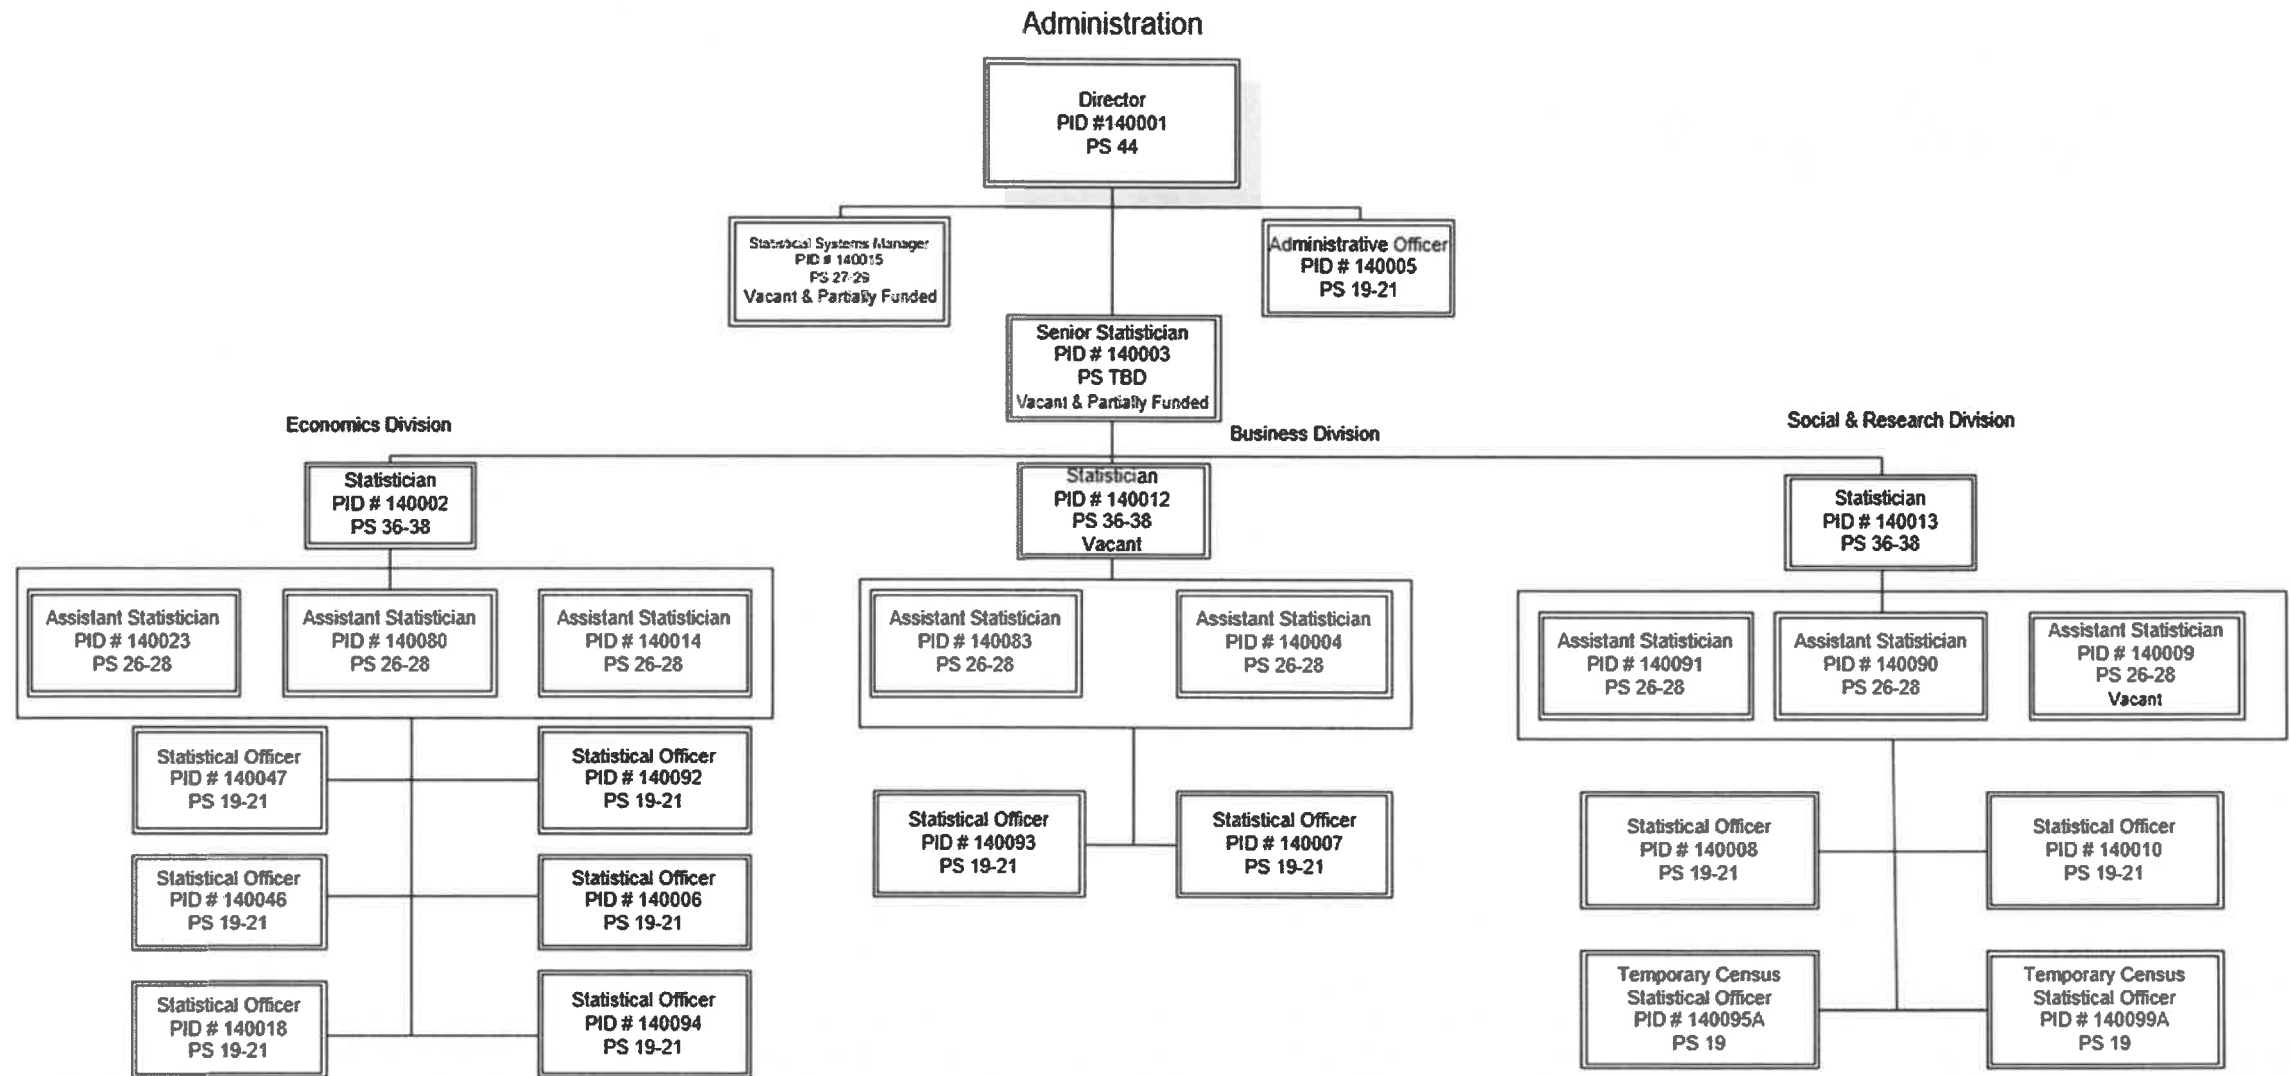 Administration
Director
PID #140001
PS 44
Statistical Systems Manager
PID # 140015
PS 27-29
Vacant & Partially Funded
Administrative Officer
PID # 140005
PS 19-21
Senior Statistician
PID # 140003
PS TBD
Vacant & Partially Funded
Economics Division
Business Division
Social & Research Division
Statistician
PID # 140002
PS 36-38
Statistician
PID # 140012
PS 36-38
Vacant
Statistician
PID # 140013
PS 36-38
Assistant Statistician
PID # 140023
PS 26-28
Assistant Statistician
PID # 140080
PS 26-28
Assistant Statistician
PID # 140014
PS 26-28
Assistant Statistician
PID # 140083
PS 26-28
Assistant Statistician
PID # 140004
PS 26-28
Assistant Statistician
PID # 140091
PS 26-28
Assistant Statistician
PID # 140090
PS 26-28
Assistant Statistician
PID # 140009
PS 26-28
Vacant
Statistical Officer
PID # 140047
PS 19-21
Statistical Officer
PID # 140092
PS 19-21
Statistical Officer
PID # 140046
PS 19-21
Statistical Officer
PID # 140006
PS 19-21
Statistical Officer
PID # 140018
PS 19-21
Statistical Officer
PID # 140094
PS 19-21
Statistical Officer
PID # 140093
PS 19-21
Statistical Officer
PID # 140007
PS 19-21
Statistical Officer
PID # 140008
PS 19-21
Statistical Officer
PID # 140010
PS 19-21
Temporary Census
Statistical Officer
PID # 140095A
PS 19
Temporary Census
Statistical Officer
PID # 140099A
PS 19